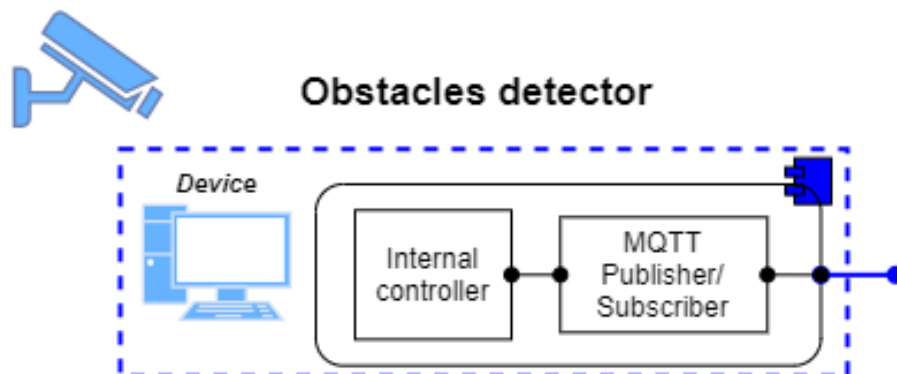 Obstacles detector
Device
Internal
controller
MQTT
Publisher/
Subscriber